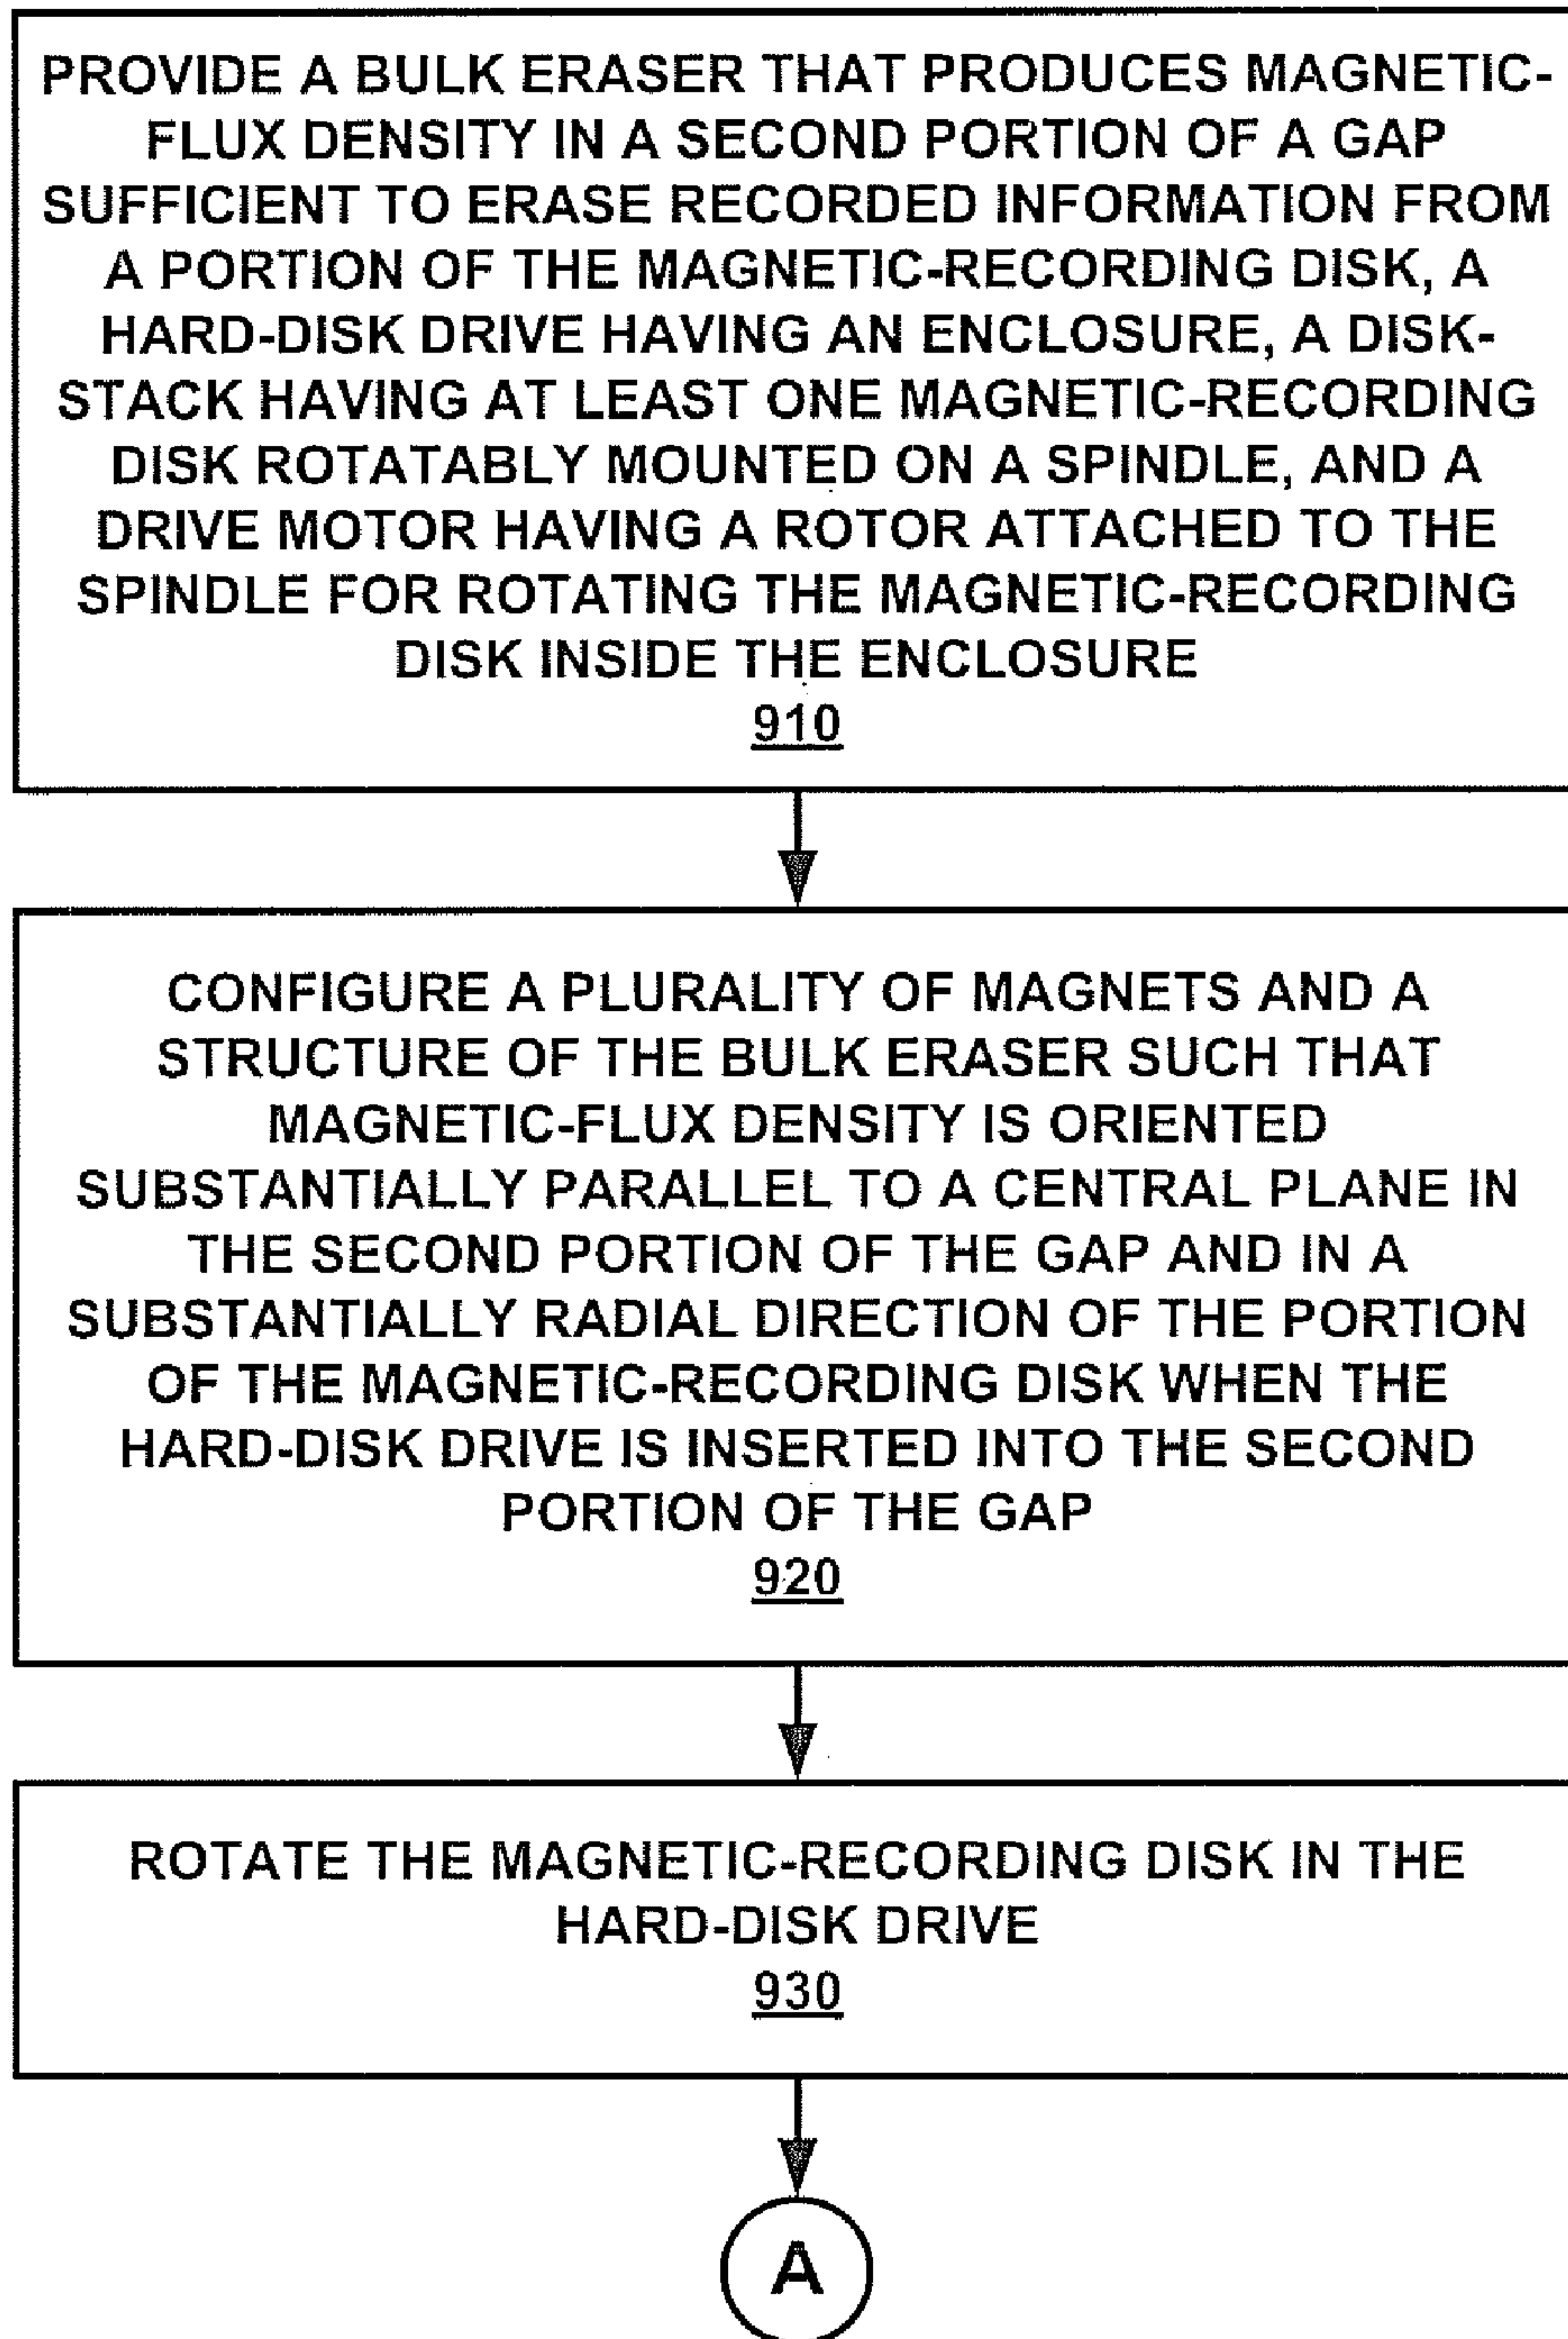 PROVIDE A BULK ERASER THAT PRODUCES MAGNETIC-
FLUX DENSITY IN A SECOND PORTION OF A GAP
SUFFICIENT TO ERASE RECORDED INFORMATION FROM
A PORTION OF THE MAGNETIC-RECORDING DISK, A
HARD-DISK DRIVE HAVING AN ENCLOSURE, A DISK-
STACK HAVING AT LEAST ONE MAGNETIC-RECORDING
DISK ROTATABLY MOUNTED ON A SPINDLE, AND A
DRIVE MOTOR HAVING A ROTOR ATTACHED TO THE
SPINDLE FOR ROTATING THE MAGNETIC-RECORDING
DISK INSIDE THE ENCLOSURE
910
CONFIGURE A PLURALITY OF MAGNETS AND A
STRUCTURE OF THE BULK ERASER SUCH THAT
MAGNETIC-FLUX DENSITY IS ORIENTED
SUBSTANTIALLY PARALLEL TO A CENTRAL PLANE IN
THE SECOND PORTION OF THE GAP AND IN A
SUBSTANTIALLY RADIAL DIRECTION OF THE PORTION
OF THE MAGNETIC-RECORDING DISK WHEN THE
HARD-DISK DRIVE IS INSERTED INTO THE SECOND
PORTION OF THE GAP
920
ROTATE THE MAGNETIC-RECORDING DISK IN THE
HARD-DISK DRIVE
930
A